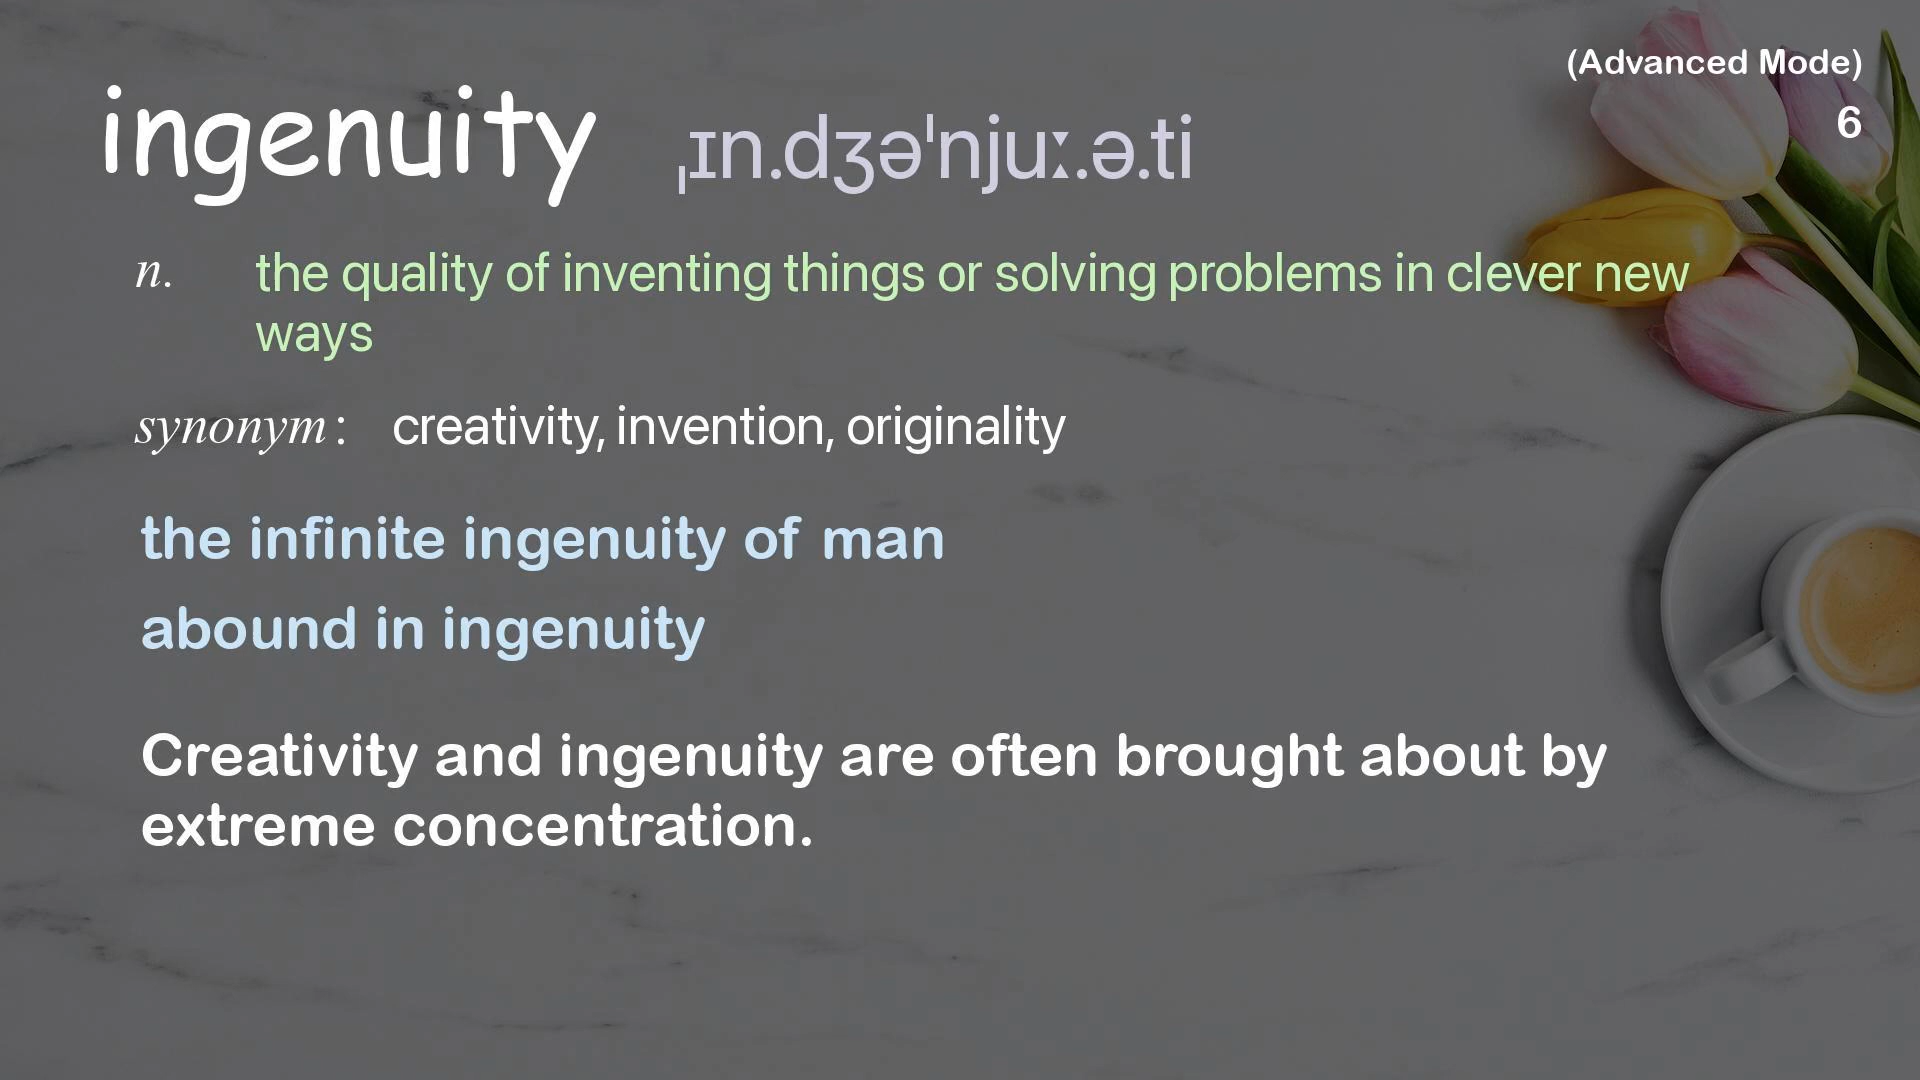 (Advanced Mode)
6
ingenuity ˌɪn.dʒəˈnjuː.ə.ti
n. the quality of inventing things or solving problems in clever new
ways
synonym: creativity, invention, originality
the infinite ingenuity of man
abound in ingenuity
Creativity and ingenuity are often brought about by
extreme concentration.